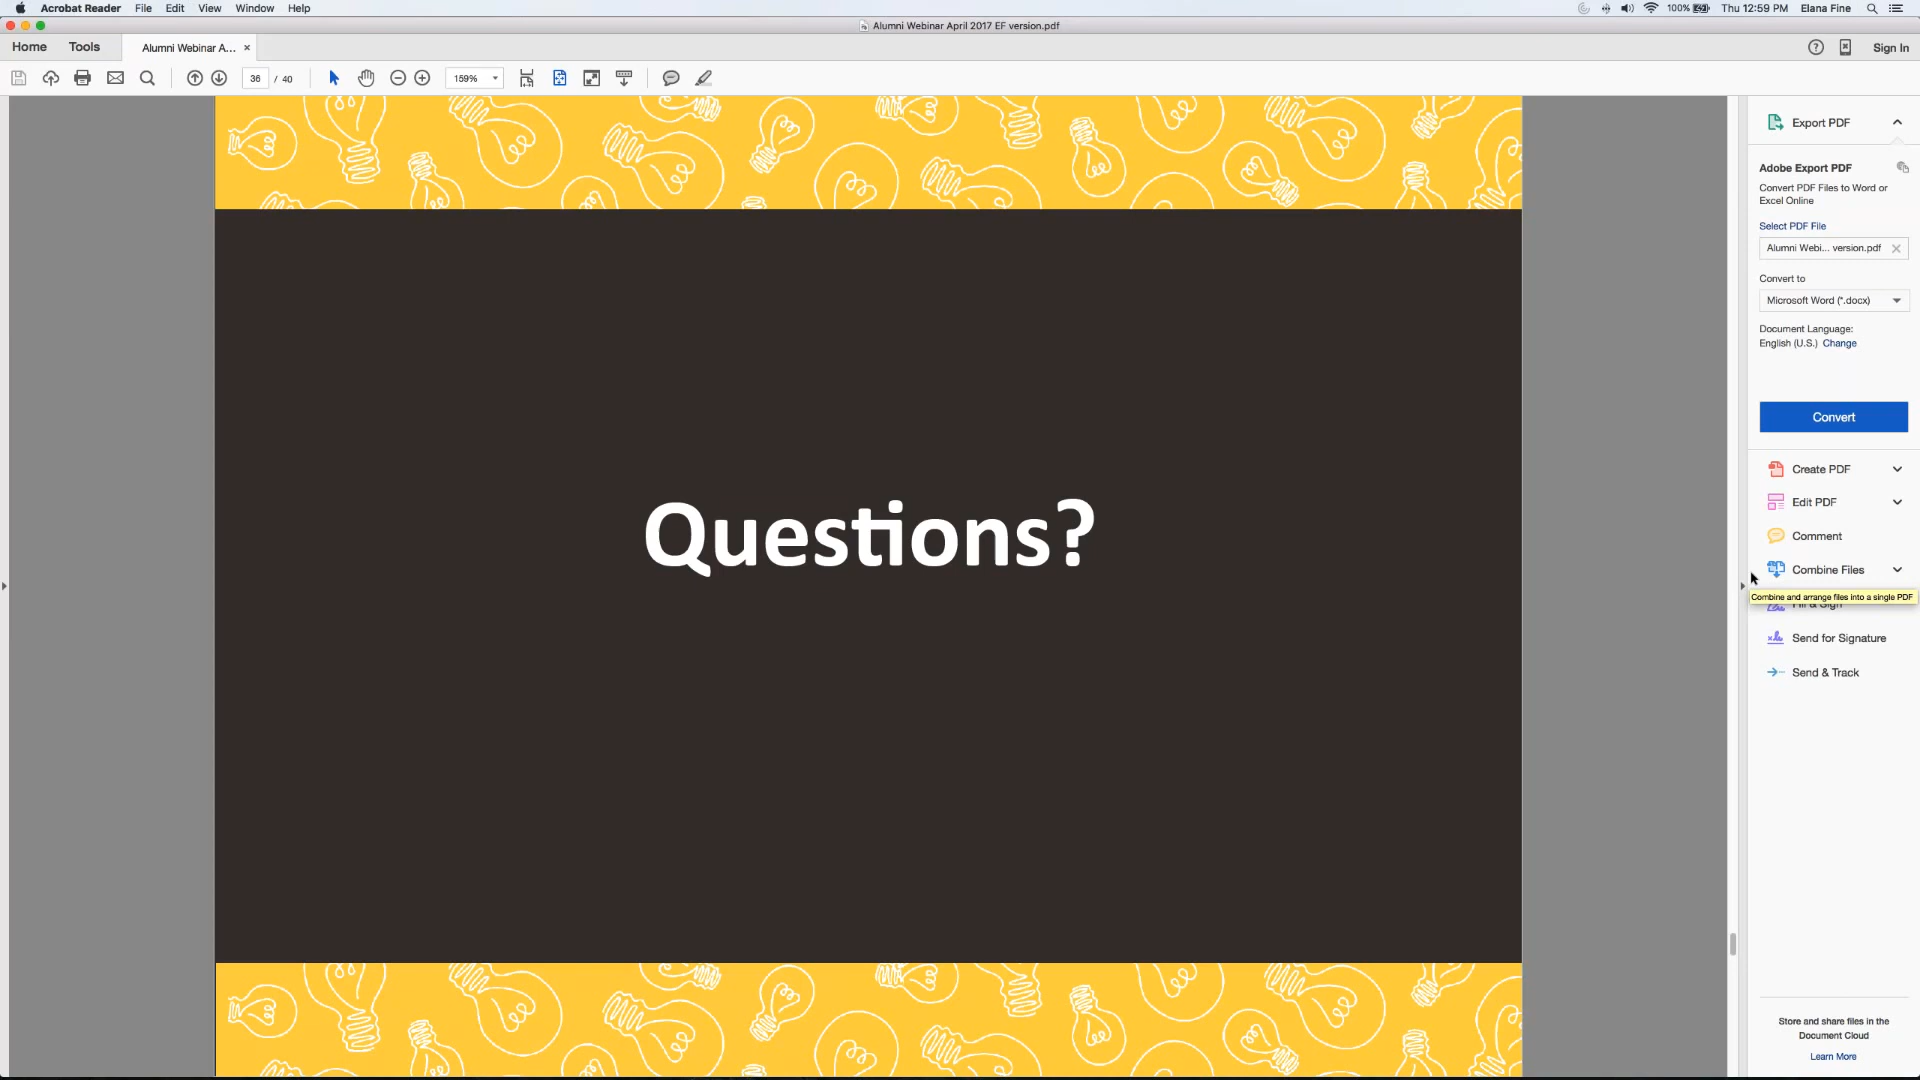 Acrobat Reader File Edit View Window Help 100% Thu 12:59 PM Elana Fine
Alumni Webinar April 2017 EF version.pdf
Home Tools Alumni Webinar A... × Sign In
36 / 40 159%
Export PDF
Adobe Export PDF
Convert PDF Files to Word or
Excel Online
Select PDF File
Alumni Webi... version.pdf
Convert to
Microsoft Word (*.docx)
Document Language:
English (U.S.) Change
Convert
Create PDF
Edit PDF
Comment
Combine Files
Combine and arrange files into a single PDF
Fill & Sign
Send for Signature
Send & Track
Store and share files in the
Document Cloud
Learn More
Questions?